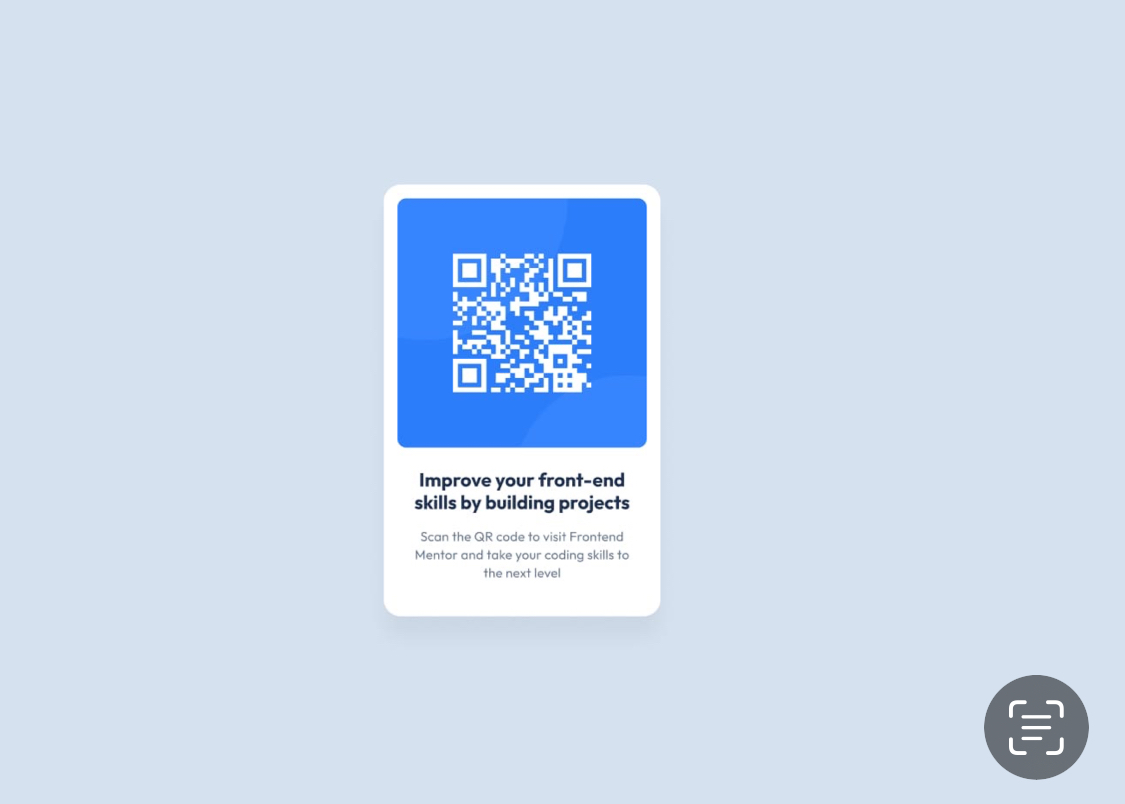 Improve your front-end
skills by building projects
Scan the QR code to visit Frontend
Mentor and take your coding skills to
the next level